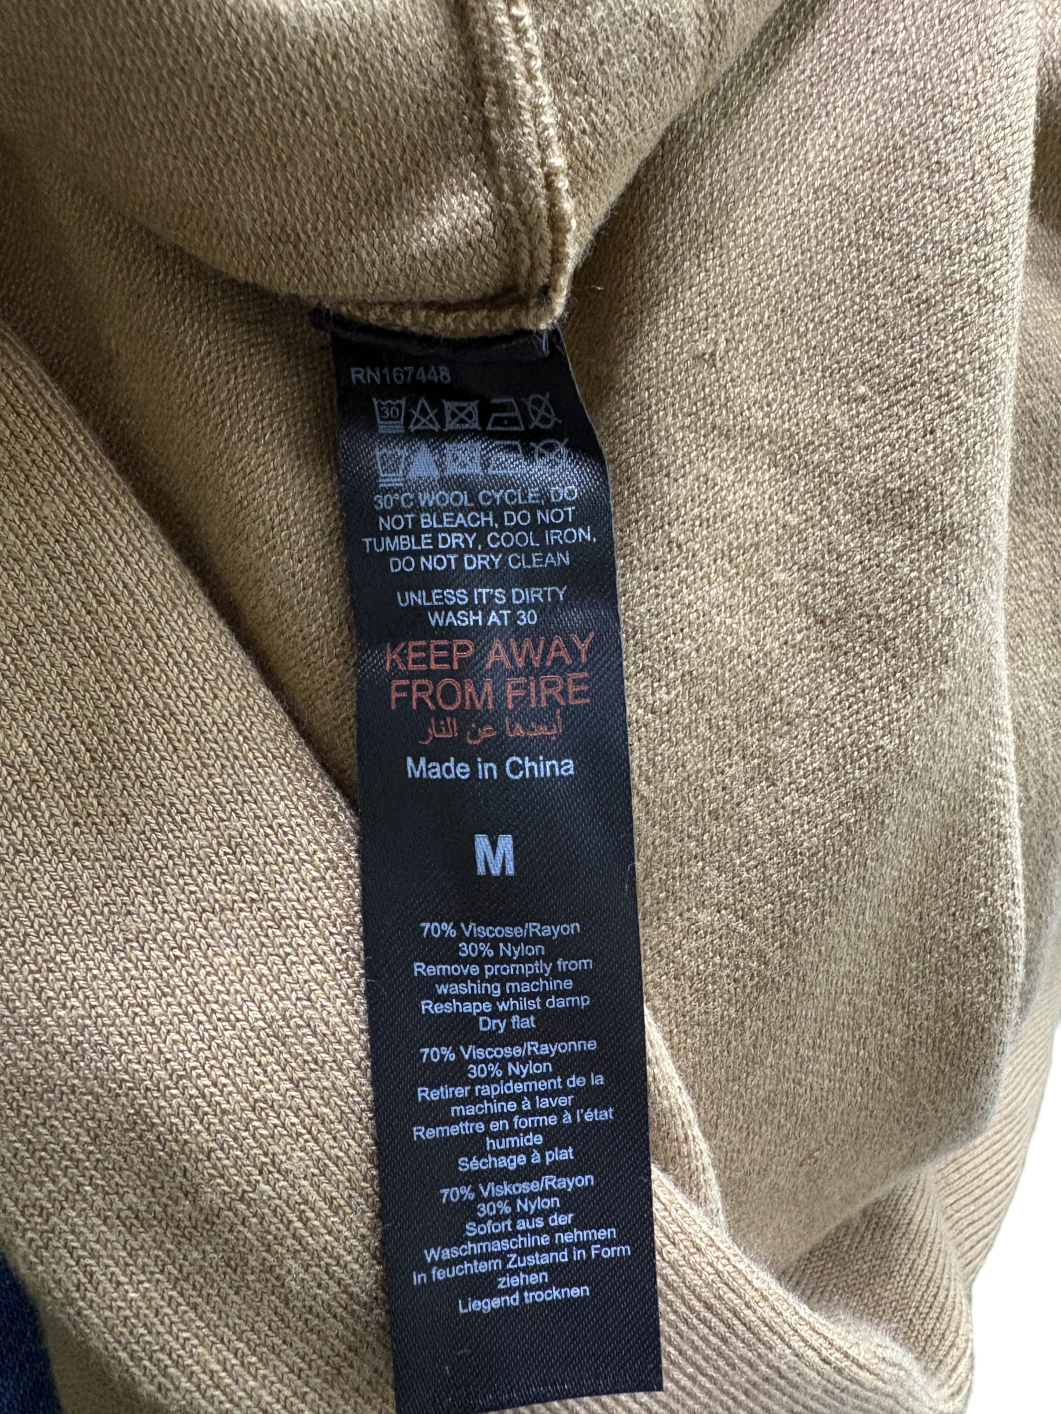 RN167448
30
30°C WOOL CYCLE, DO
NOT BLEACH, DO NOT
TUMBLE DRY, COOL IRON,
DO NOT DRY CLEAN
UNLESS IT'S DIRTY
WASH AT 30
KEEP AWAY
FROM FIRE
أبعدها عن النار
Made in China
M
70% Viscose/Rayon
30% Nylon
Remove promptly from
washing machine
Reshape whilst damp
Dry flat
70% Viscose/Rayonne
30% Nylon
Retirer rapidement de la
machine à laver
Remettre en forme à l'état
humide
Séchage à plat
70% Viskose/Rayon
30% Nylon
Sofort aus der
Waschmaschine nehmen
In feuchtem Zustand in Form
ziehen
Liegend trocknen